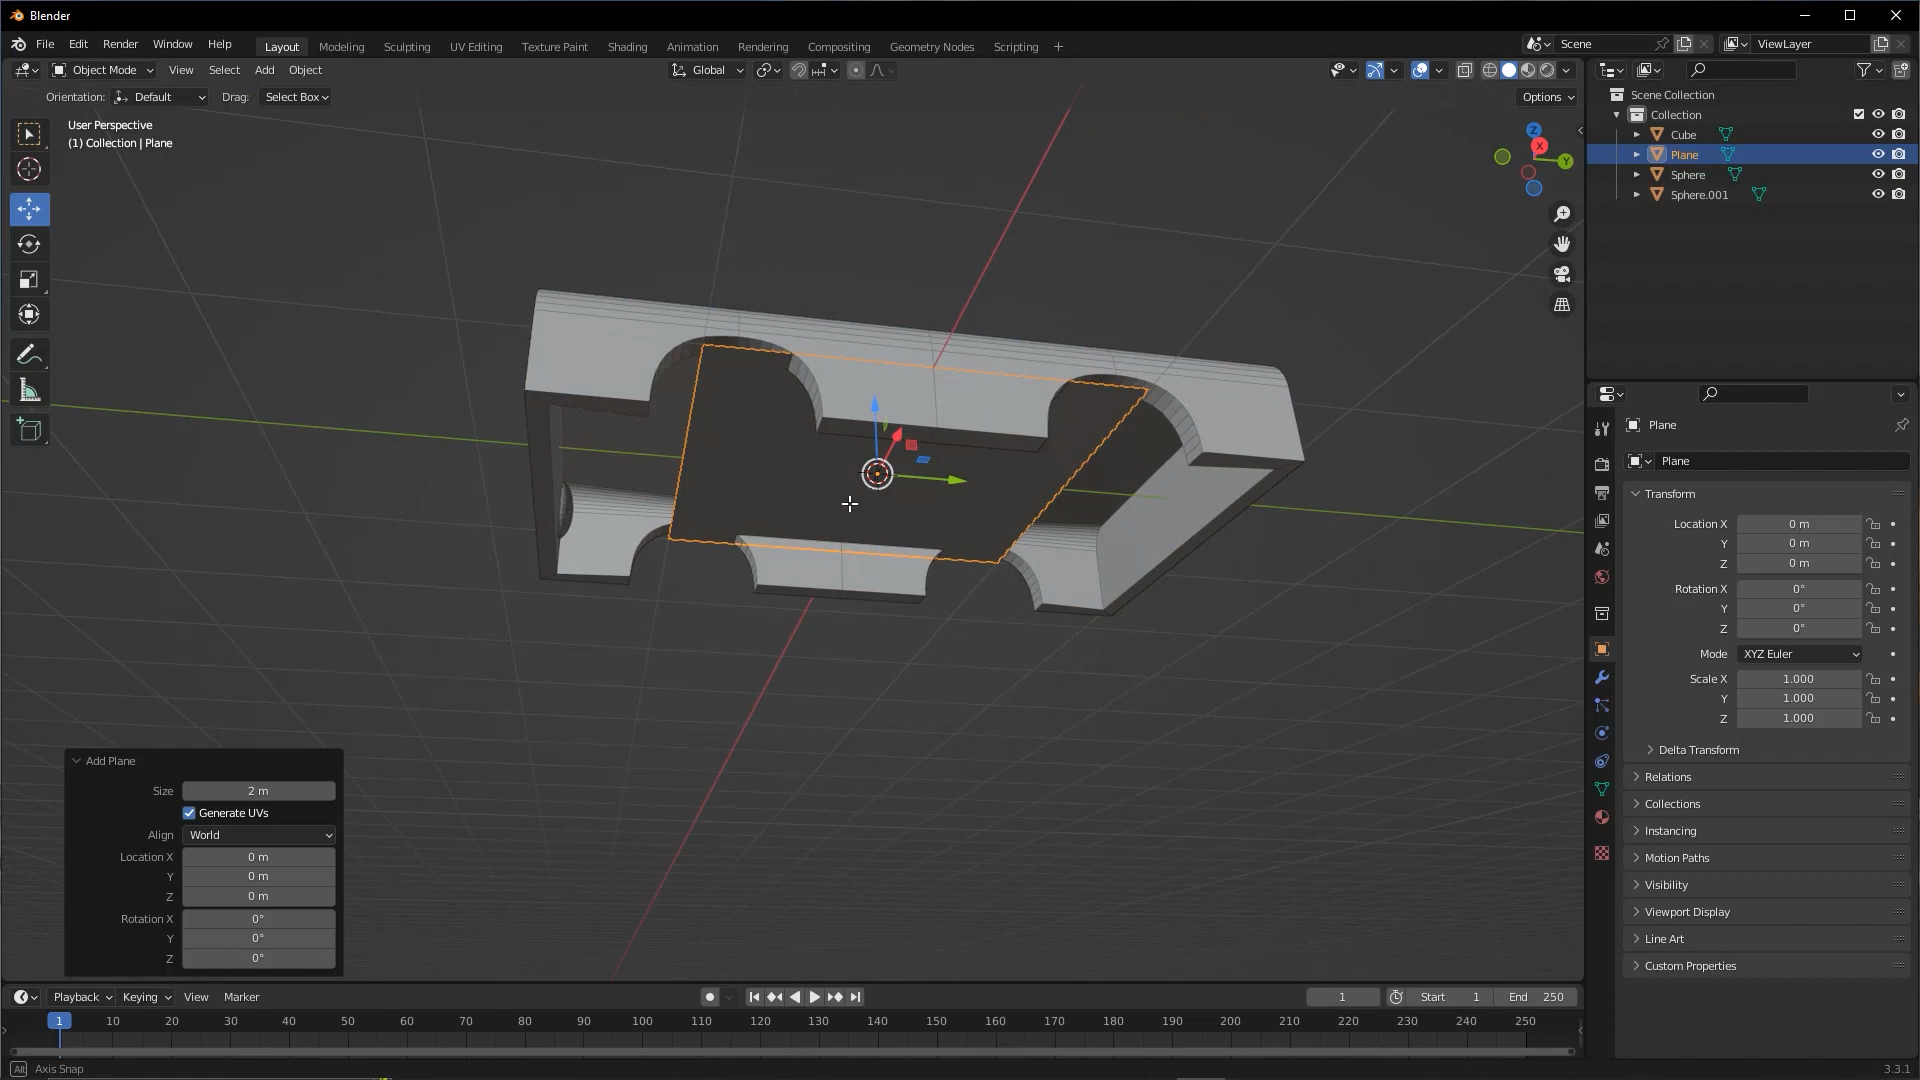 Blender
File Edit Render Window Help
Layout Modeling Sculpting UV Editing Texture Paint Shading Animation Rendering Compositing Geometry Nodes Scripting +
Scene
ViewLayer
Object Mode View Select Add Object
Global
Orientation: Default Drag: Select Box
Options
User Perspective
(1) Collection | Plane
Z
X
Y
Scene Collection
Collection
Cube
Plane
Sphere
Sphere.001
Plane
Plane
Transform
Location X 0 m
Y 0 m
Z 0 m
Rotation X 0°
Y 0°
Z 0°
Mode XYZ Euler
Scale X 1.000
Y 1.000
Z 1.000
Delta Transform
Relations
Collections
Instancing
Motion Paths
Visibility
Viewport Display
Line Art
Custom Properties
Add Plane
Size 2 m
Generate UVs
Align World
Location X 0 m
Y 0 m
Z 0 m
Rotation X 0°
Y 0°
Z 0°
Playback Keying View Marker
1 Start 1 End 250
1 10 20 30 40 50 60 70 80 90 100 110 120 130 140 150 160 170 180 190 200 210 220 230 240 250
Alt Axis Snap
3.3.1